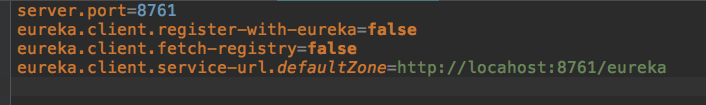 server.port=8761
eureka.client.register-with-eureka=false
eureka.client.fetch-registry=false
eureka.client.service-url.defaultZone=http://locahost:8761/eureka